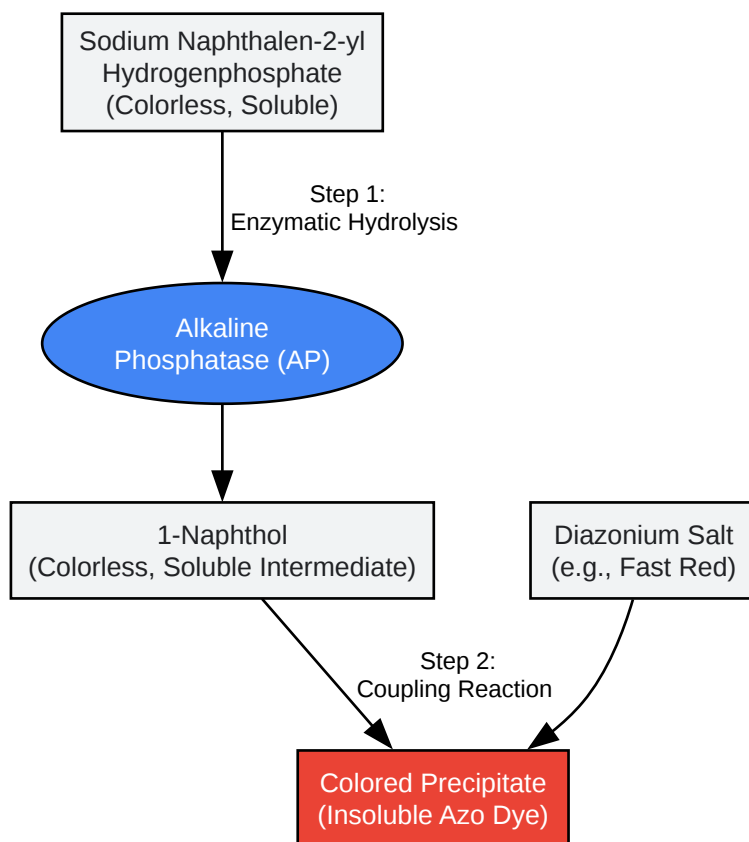 Sodium Naphthalen-2-yl
Hydrogenphosphate
(Colorless, Soluble)
Step 1:
Enzymatic Hydrolysis
Alkaline
Phosphatase (AP)
1-Naphthol
(Colorless, Soluble Intermediate)
Diazonium Salt
(e.g., Fast Red)
Step 2:
Coupling Reaction
Colored Precipitate
(Insoluble Azo Dye)